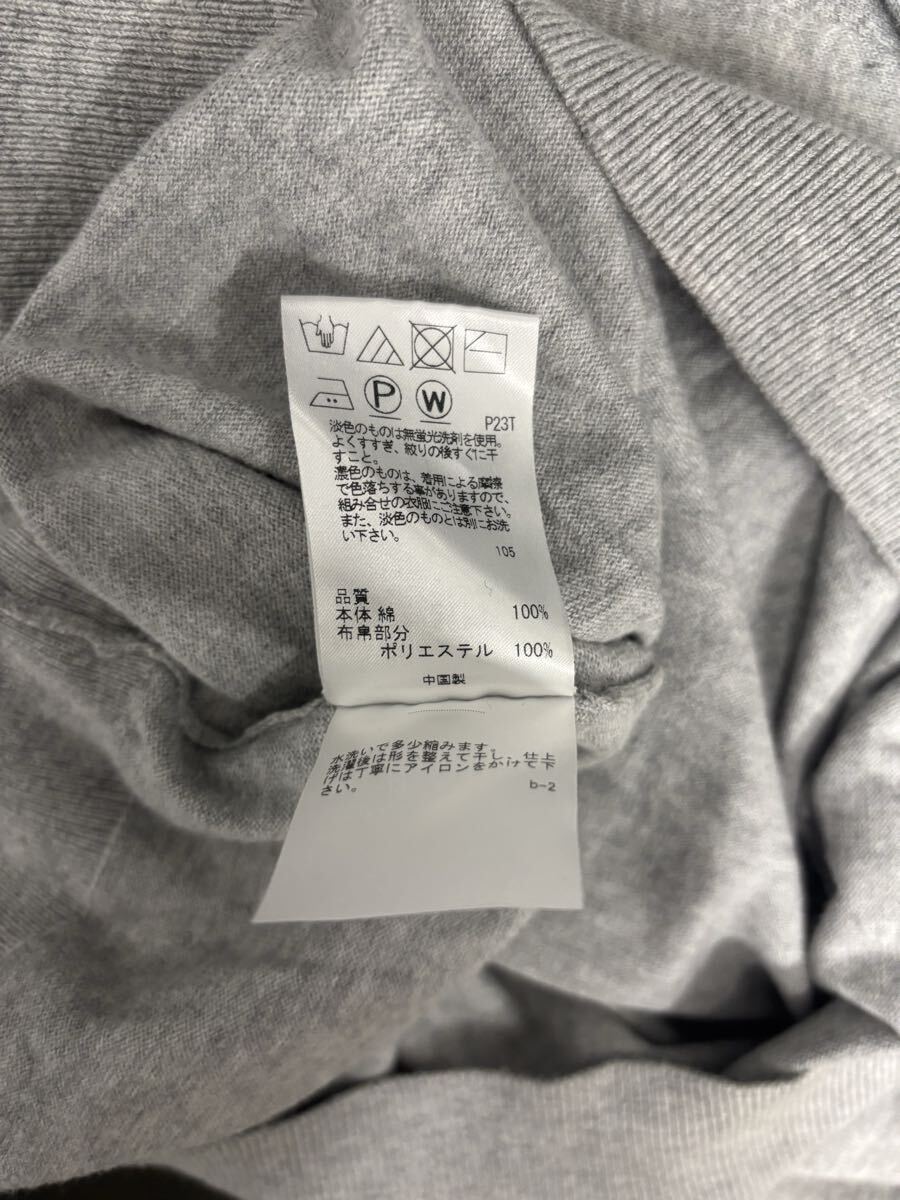 P W
P23T
淡色のものは無蛍光洗剤を使用。
よくすすぎ、絞りの後すぐに干
すこと。
濃色のものは、着用による摩擦
で色落ちする事がありますので、
組み合せの衣服にご注意下さい。
また、淡色のものとは別にお洗
い下さい。
105
品質
本体 綿 100%
布帛部分
ポリエステル 100%
中国製
水洗いで多少縮みます。
洗濯後は形を整えて干し、仕上
げは丁寧にアイロンをかけて下
さい。
b-2